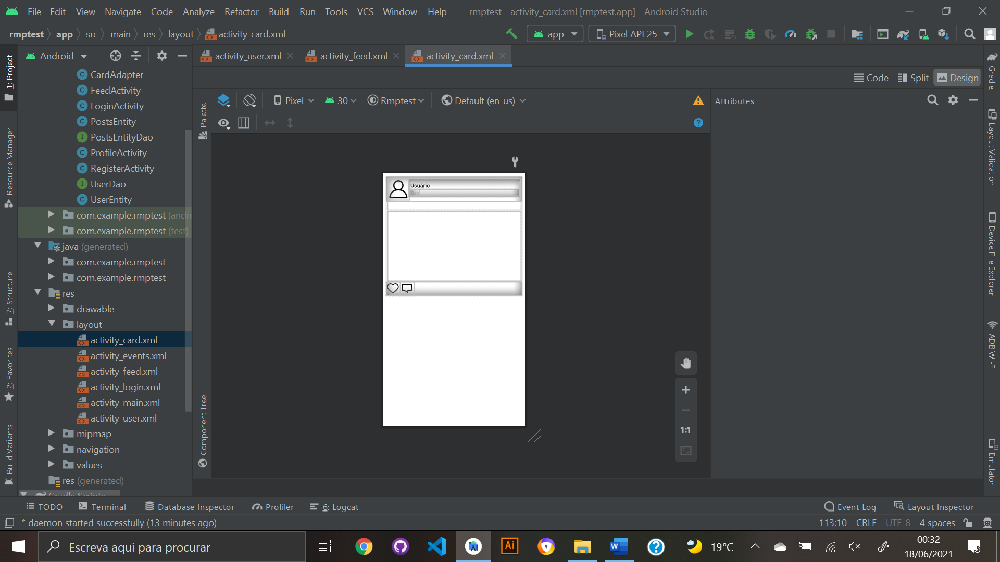 File Edit View Navigate Code Analyze Refactor Build Run Tools VCS Window Help rmptest - activity_card.xml [rmptest.app] - Android Studio
rmptest app src main res layout activity_card.xml app Pixel API 25
1: Project
Resource Manager
7: Structure
2: Favorites
Build Variants
Android
CardAdapter
FeedActivity
LoginActivity
PostsEntity
PostsEntityDao
ProfileActivity
RegisterActivity
UserDao
UserEntity
com.example.rmptest (andro
com.example.rmptest (test)
java (generated)
com.example.rmptest
com.example.rmptest
res
drawable
layout
activity_card.xml
activity_events.xml
activity_feed.xml
activity_login.xml
activity_main.xml
activity_user.xml
mipmap
navigation
values
res (generated)
Gradle Scripts
activity_user.xml activity_feed.xml activity_card.xml
Code Split Design
Palette
Component Tree
Pixel 30 Rmptest Default (en-us)
Usuário
1:1
Attributes
Gradle
Layout Validation
Device File Explorer
ADB Wi-Fi
Emulator
TODO Terminal Database Inspector Profiler 6: Logcat Event Log Layout Inspector
* daemon started successfully (13 minutes ago) 113:10 CRLF UTF-8 4 spaces
Escreva aqui para procurar
Ai
W
19°C
00:32
18/06/2021